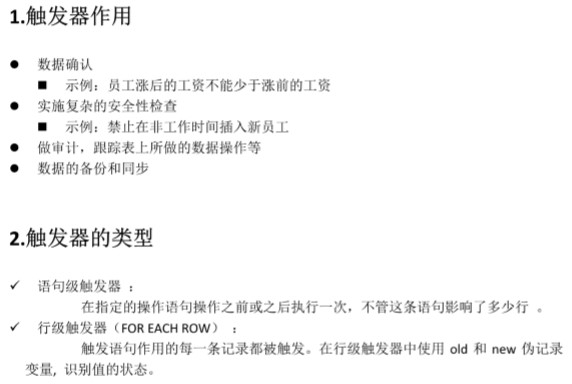 1.触发器作用
● 数据确认
■ 示例：员工涨后的工资不能少于涨前的工资
● 实施复杂的安全性检查
■ 示例：禁止在非工作时间插入新员工
● 做审计，跟踪表上所做的数据操作等
● 数据的备份和同步
2.触发器的类型
✓ 语句级触发器 ：
在指定的操作语句操作之前或之后执行一次，不管这条语句影响了多少行 。
✓ 行级触发器（FOR EACH ROW） ：
触发语句作用的每一条记录都被触发。在行级触发器中使用 old 和 new 伪记录
变量, 识别值的状态。